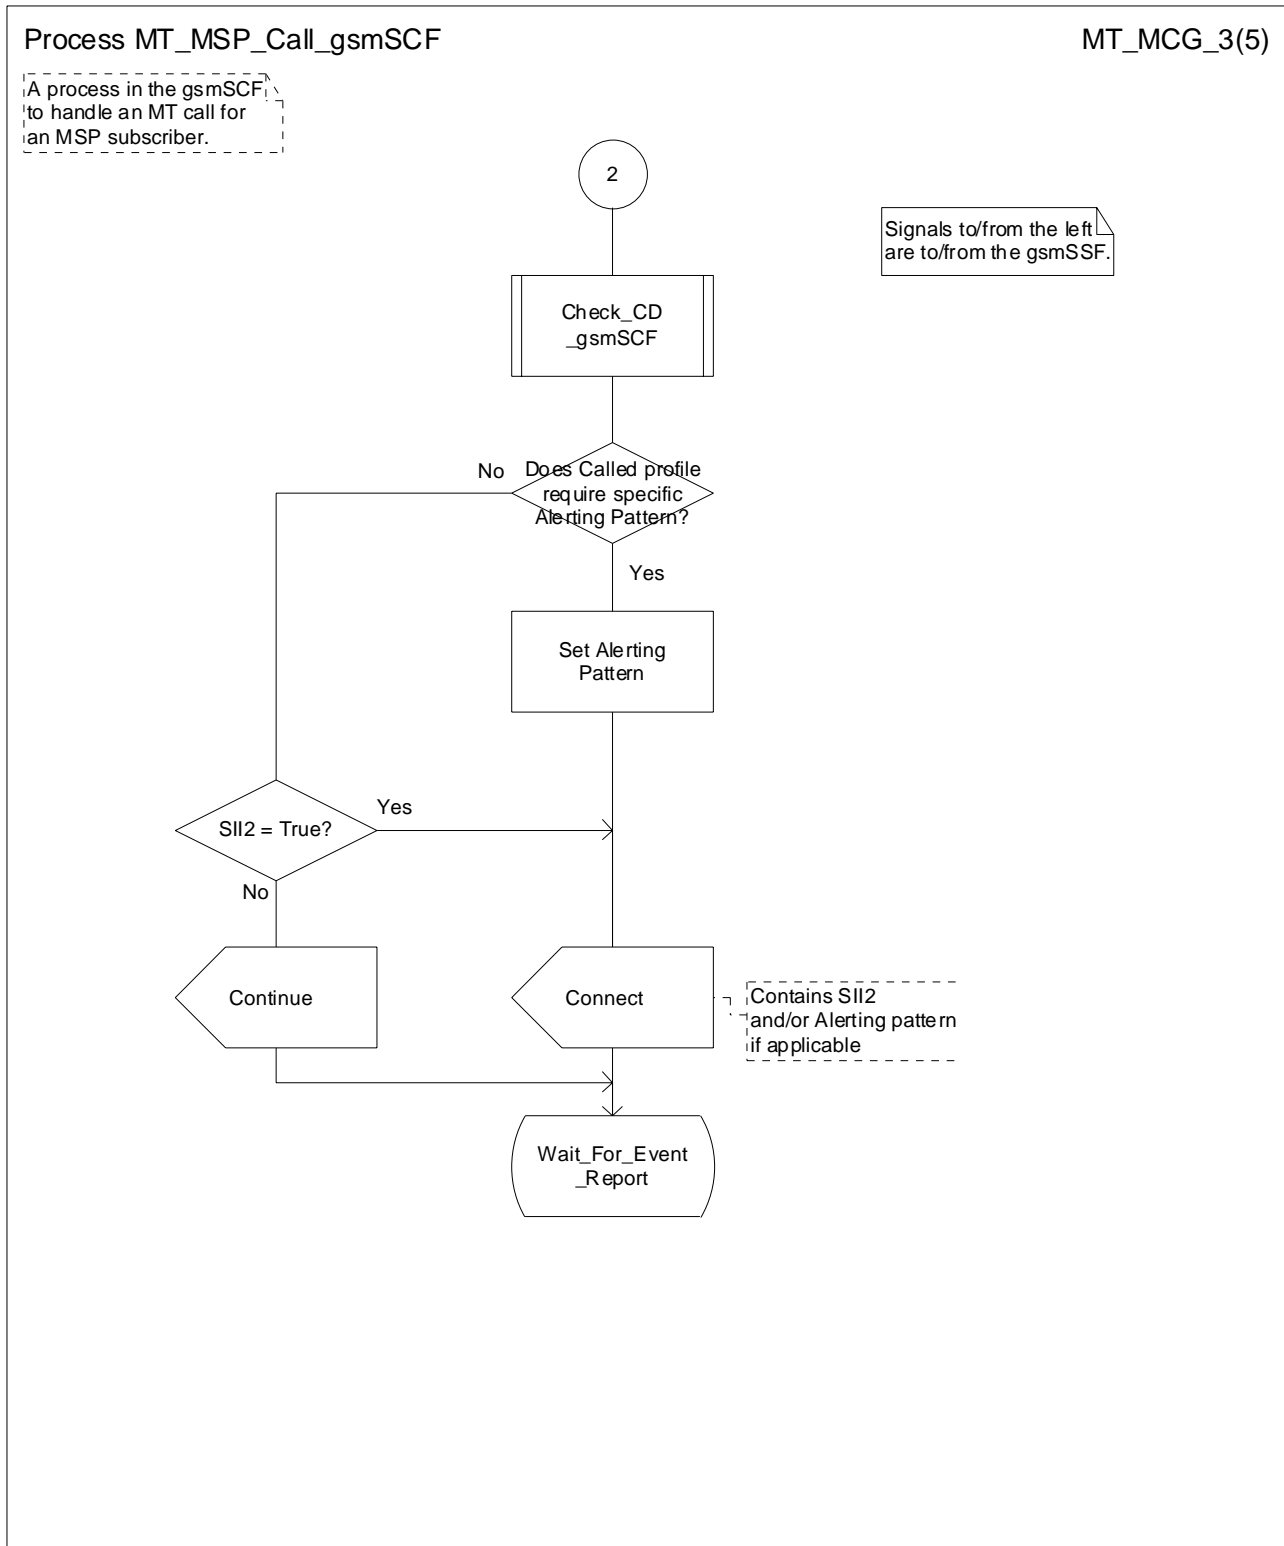 Process MT_MSP_Call_gsmSCF
MT_MCG_3(5)
A process in the gsmSCF
to handle an MT call for
an MSP subscriber.
2
Signals to/from the left
are to/from the gsmSSF.
Check_CD
_gsmSCF
No
Does Called profile
require specific
Alerting Pattern?
Yes
Set Alerting
Pattern
SII2 = True?
Yes
No
Continue
Connect
Contains SII2
and/or Alerting pattern
if applicable
Wait_For_Event
_Report